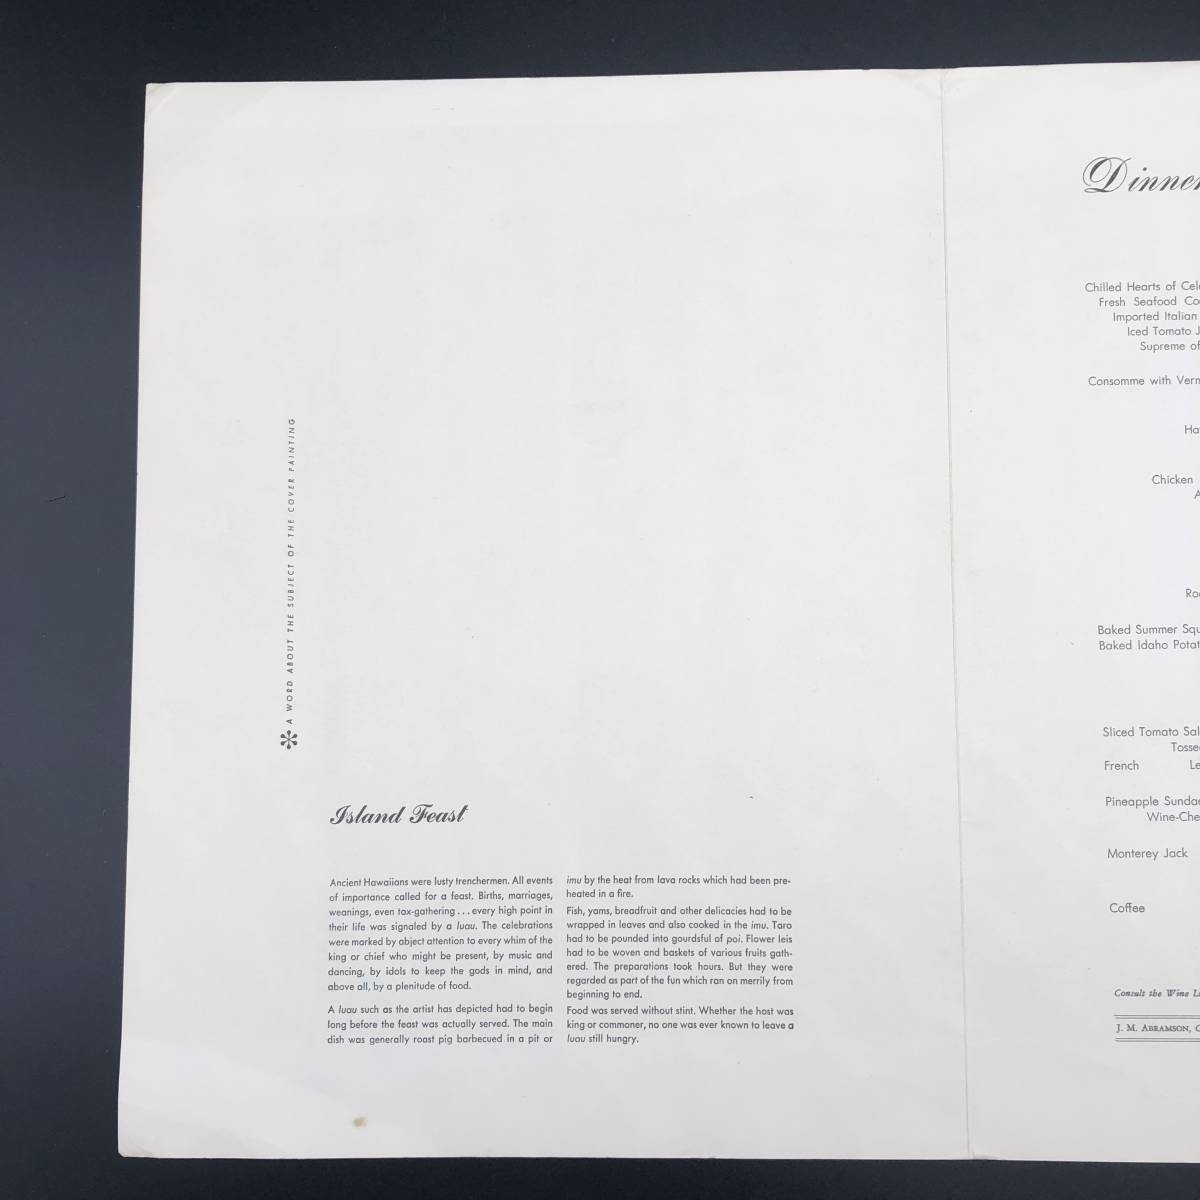 A WORD ABOUT THE SUBJECT OF THE COVER PAINTING
*
Island Feast
Ancient Hawaiians were lusty trenchermen. All events
of importance called for a feast. Births, marriages,
weanings, even tax-gathering . . . every high point in
their life was signaled by a luau. The celebrations
were marked by abject attention to every whim of the
king or chief who might be present, by music and
dancing, by idols to keep the gods in mind, and
above all, by a plenitude of food.
A luau such as the artist has depicted had to begin
long before the feast was actually served. The main
dish was generally roast pig barbecued in a pit or
imu by the heat from lava rocks which had been pre-
heated in a fire.
Fish, yams, breadfruit and other delicacies had to be
wrapped in leaves and also cooked in the imu. Taro
had to be pounded into gourdsful of poi. Flower leis
had to be woven and baskets of various fruits gath-
ered. The preparations took hours. But they were
regarded as part of the fun which ran on merrily from
beginning to end.
Food was served without stint. Whether the host was
king or commoner, no one was ever known to leave a
luau still hungry.
Dinner
Chilled Hearts of Cel
Fresh Seafood Co
Imported Italian
Iced Tomato J
Supreme of
Consomme with Verm
Ha
Chicken
A
Ro
Baked Summer Squ
Baked Idaho Potat
Sliced Tomato Sal
Tosse
French Le
Pineapple Sunda
Wine-Che
Monterey Jack
Coffee
Consult the Wine Li
J. M. ABRAMSON, C